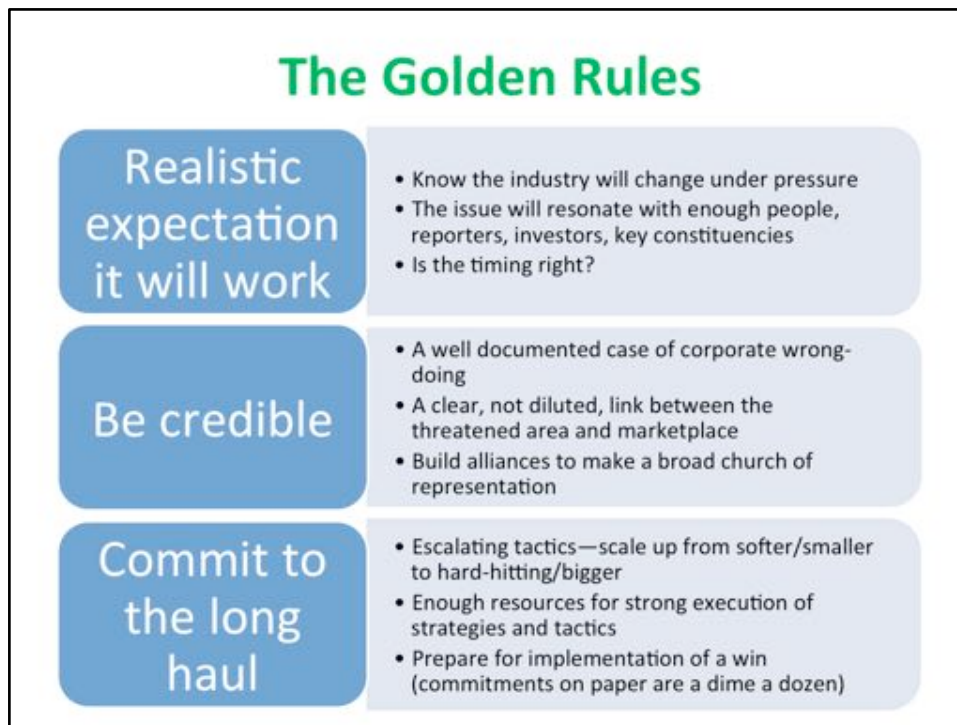 The Golden Rules
Realistic
expectation
it will work
• Know the industry will change under pressure
• The issue will resonate with enough people,
reporters, investors, key constituencies
• Is the timing right?
Be credible
• A well documented case of corporate wrong-
doing
• A clear, not diluted, link between the
threatened area and marketplace
• Build alliances to make a broad church of
representation
Commit to
the long
haul
• Escalating tactics—scale up from softer/smaller
to hard-hitting/bigger
• Enough resources for strong execution of
strategies and tactics
• Prepare for implementation of a win
(commitments on paper are a dime a dozen)